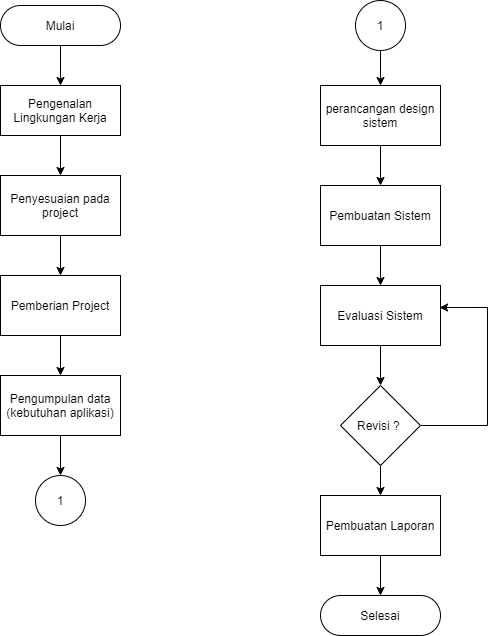 Mulai
Pengenalan
Lingkungan Kerja
Penyesuaian pada
project
Pemberian Project
Pengumpulan data
(kebutuhan aplikasi)
1
1
perancangan design
sistem
Pembuatan Sistem
Evaluasi Sistem
Revisi ?
Pembuatan Laporan
Selesai